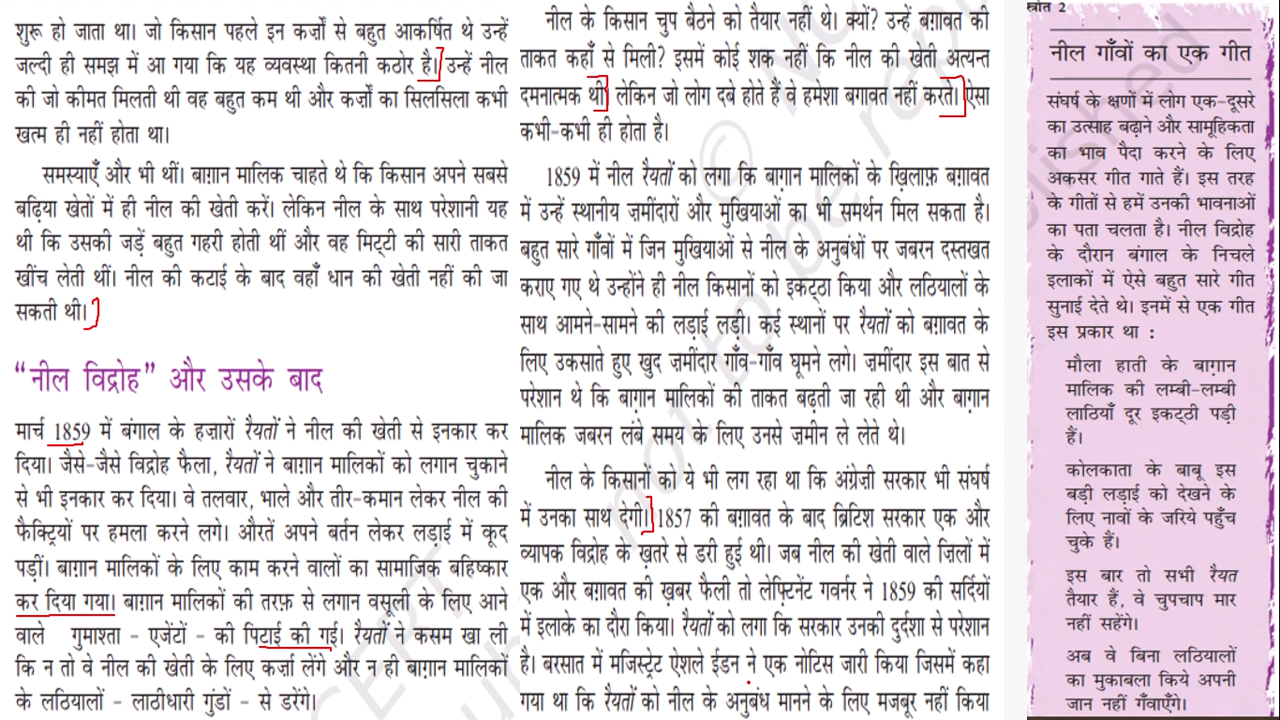 शुरू हो जाता था। जो किसान पहले इन कर्ज़ों से बहुत आकर्षित थे उन्हें
जल्दी ही समझ में आ गया कि यह व्यवस्था कितनी कठोर है। उन्हें नील
की जो कीमत मिलती थी वह बहुत कम थी और कर्ज़ों का सिलसिला कभी
खत्म ही नहीं होता था।
समस्याएँ और भी थीं। बाग़ान मालिक चाहते थे कि किसान अपने सबसे
बढ़िया खेतों में ही नील की खेती करें। लेकिन नील के साथ परेशानी यह
थी कि उसकी जड़ें बहुत गहरी होती थीं और वह मिट्टी की सारी ताकत
खींच लेती थीं। नील की कटाई के बाद वहाँ धान की खेती नहीं की जा
सकती थी।
“नील विद्रोह” और उसके बाद
मार्च 1859 में बंगाल के हजारों रैयतों ने नील की खेती से इनकार कर
दिया। जैसे-जैसे विद्रोह फैला, रैयतों ने बाग़ान मालिकों को लगान चुकाने
से भी इनकार कर दिया। वे तलवार, भाले और तीर-कमान लेकर नील की
फैक्ट्रियों पर हमला करने लगे। औरतें अपने बर्तन लेकर लड़ाई में कूद
पड़ीं। बाग़ान मालिकों के लिए काम करने वालों का सामाजिक बहिष्कार
कर दिया गया। बाग़ान मालिकों की तरफ़ से लगान वसूली के लिए आने
वाले गुमाश्ता - एजेंटों - की पिटाई की गई। रैयतों ने कसम खा ली
कि न तो वे नील की खेती के लिए कर्ज़ा लेंगे और न ही बाग़ान मालिकों
के लठियालों - लाठीधारी गुंडों - से डरेंगे।
नील के किसान चुप बैठने को तैयार नहीं थे। क्यों? उन्हें बग़ावत की
ताकत कहाँ से मिली? इसमें कोई शक नहीं कि नील की खेती अत्यन्त
दमनात्मक थी। लेकिन जो लोग दबे होते हैं वे हमेशा बगावत नहीं करते। ऐसा
कभी-कभी ही होता है।
1859 में नील रैयतों को लगा कि बाग़ान मालिकों के ख़िलाफ़ बग़ावत
में उन्हें स्थानीय ज़मींदारों और मुखियाओं का भी समर्थन मिल सकता है।
बहुत सारे गाँवों में जिन मुखियाओं से नील के अनुबंधों पर जबरन दस्तखत
कराए गए थे उन्होंने ही नील किसानों को इकट्ठा किया और लठियालों के
साथ आमने-सामने की लड़ाई लड़ी। कई स्थानों पर रैयतों को बग़ावत के
लिए उकसाते हुए खुद ज़मींदार गाँव-गाँव घूमने लगे। ज़मींदार इस बात से
परेशान थे कि बाग़ान मालिकों की ताकत बढ़ती जा रही थी और बाग़ान
मालिक जबरन लंबे समय के लिए उनसे ज़मीन ले लेते थे।
नील के किसानों को ये भी लग रहा था कि अंग्रेज़ी सरकार भी संघर्ष
में उनका साथ देगी। 1857 की बग़ावत के बाद ब्रिटिश सरकार एक और
व्यापक विद्रोह के ख़तरे से डरी हुई थी। जब नील की खेती वाले ज़िलों में
एक और बग़ावत की ख़बर फैली तो लेफ्टिनेंट गवर्नर ने 1859 की सर्दियों
में इलाके का दौरा किया। रैयतों को लगा कि सरकार उनकी दुर्दशा से परेशान
है। बरसात में मजिस्ट्रेट ऐशले ईडन ने एक नोटिस जारी किया जिसमें कहा
गया था कि रैयतों को नील के अनुबंध मानने के लिए मजबूर नहीं किया
स्रोत 2
नील गाँवों का एक गीत
संघर्ष के क्षणों में लोग एक-दूसरे
का उत्साह बढ़ाने और सामूहिकता
का भाव पैदा करने के लिए
अकसर गीत गाते हैं। इस तरह
के गीतों से हमें उनकी भावनाओं
का पता चलता है। नील विद्रोह
के दौरान बंगाल के निचले
इलाकों में ऐसे बहुत सारे गीत
सुनाई देते थे। इनमें से एक गीत
इस प्रकार था :
मौला हाती के बाग़ान
मालिक की लम्बी-लम्बी
लाठियाँ दूर इकट्ठी पड़ी
हैं।
कोलकाता के बाबू इस
बड़ी लड़ाई को देखने के
लिए नावों के जरिये पहुँच
चुके हैं।
इस बार तो सभी रैयत
तैयार हैं, वे चुपचाप मार
नहीं सहेंगे।
अब वे बिना लठियालों
का मुकाबला किये अपनी
जान नहीं गँवाएँगे।